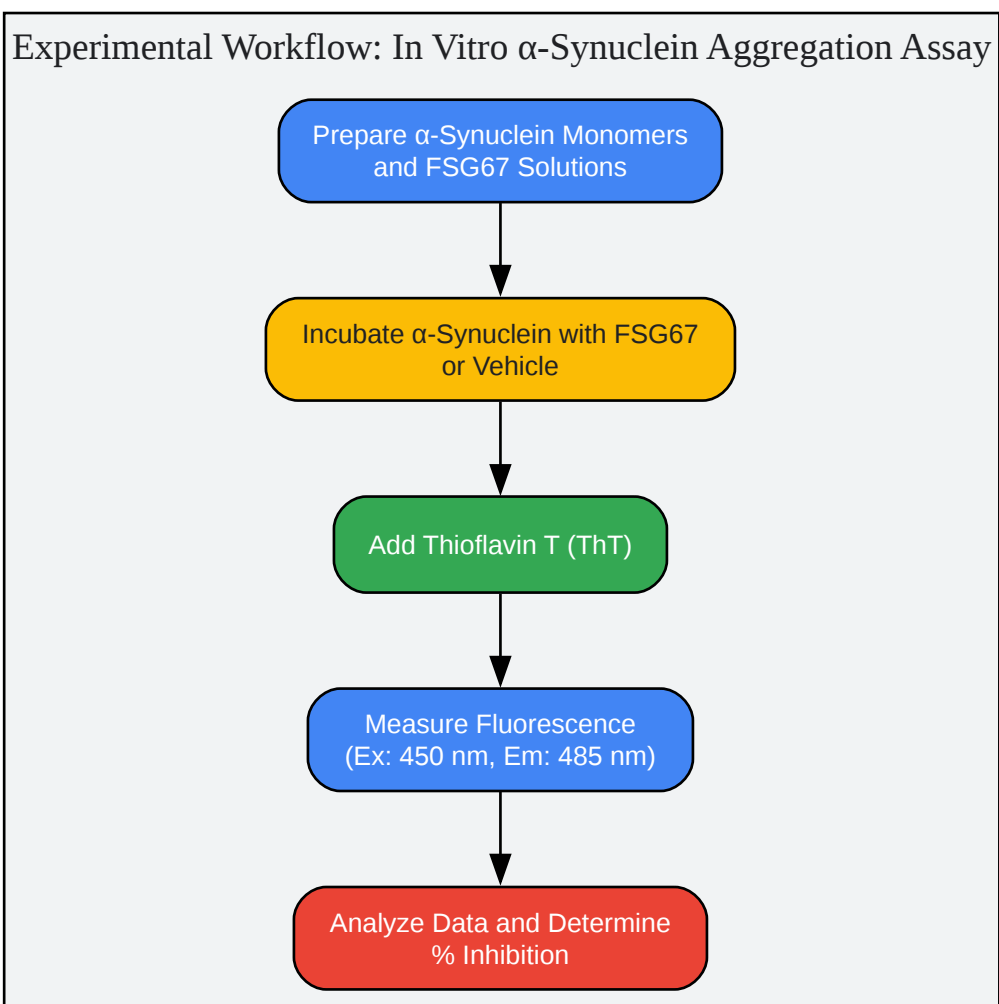 Experimental Workflow: In Vitro α-Synuclein Aggregation Assay
Prepare α-Synuclein Monomers
and FSG67 Solutions
Incubate α-Synuclein with FSG67
or Vehicle
Add Thioflavin T (ThT)
Measure Fluorescence
(Ex: 450 nm, Em: 485 nm)
Analyze Data and Determine
% Inhibition